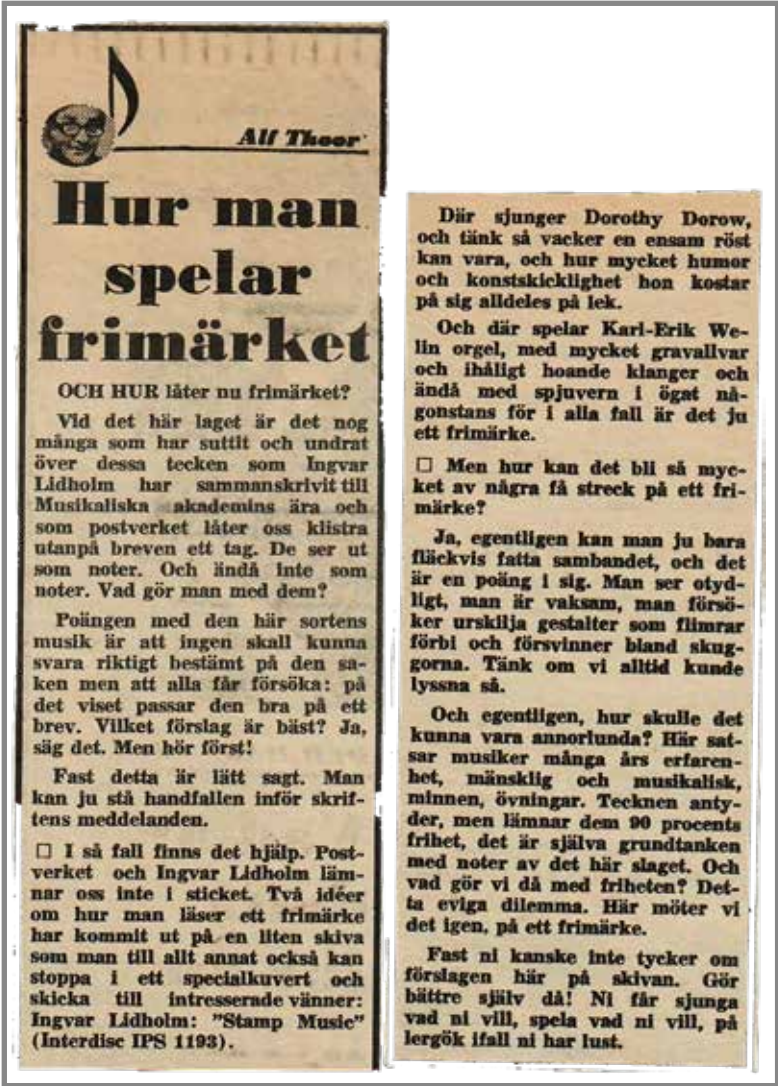 Alf Thoor
Hur man
spelar
frimärket
OCH HUR låter nu frimärket?
Vid det här laget är det nog
många som har suttit och undrat
över dessa tecken som Ingvar
Lidholm har sammanskrivit till
Musikaliska akademins ära och
som postverket låter oss klistra
utanpå breven ett tag. De ser ut
som noter. Och ändå inte som
noter. Vad gör man med dem?
Poängen med den här sortens
musik är att ingen skall kunna
svara riktigt bestämt på den sa-
ken men att alla får försöka: på
det viset passar den bra på ett
brev. Vilket förslag är bäst? Ja,
säg det. Men hör först!
Fast detta är lätt sagt. Man
kan ju stå handfallen inför skrif-
tens meddelanden.
□ I så fall finns det hjälp. Post-
verket och Ingvar Lidholm läm-
nar oss inte i sticket. Två idéer
om hur man läser ett frimärke
har kommit ut på en liten skiva
som man till allt annat också kan
stoppa i ett specialkuvert och
skicka till intresserade vänner:
Ingvar Lidholm: ”Stamp Music”
(Interdisc IPS 1193).
Där sjunger Dorothy Dorow,
och tänk så vacker en ensam röst
kan vara, och hur mycket humor
och konstskicklighet hon kostar
på sig alldeles på lek.
Och där spelar Karl-Erik We-
lin orgel, med mycket gravallvar
och ihåligt hoande klanger och
ändå med spjuvern i ögat nå-
gonstans för i alla fall är det ju
ett frimärke.
□ Men hur kan det bli så myc-
ket av några få streck på ett fri-
märke?
Ja, egentligen kan man ju bara
fläckvis fatta sambandet, och det
är en poäng i sig. Man ser otyd-
ligt, man är vaksam, man försö-
ker urskilja gestalter som flimrar
förbi och försvinner bland skug-
gorna. Tänk om vi alltid kunde
lyssna så.
Och egentligen, hur skulle det
kunna vara annorlunda? Här sat-
sar musiker många års erfaren-
het, mänsklig och musikalisk,
minnen, övningar. Tecknen anty-
der, men lämnar dem 90 procents
frihet, det är själva grundtanken
med noter av det här slaget. Och
vad gör vi då med friheten? Det-
ta eviga dilemma. Här möter vi
det igen, på ett frimärke.
Fast ni kanske inte tycker om
förslagen här på skivan. Gör
bättre själv då! Ni får sjunga
vad ni vill, spela vad ni vill, på
lergök ifall ni har lust.